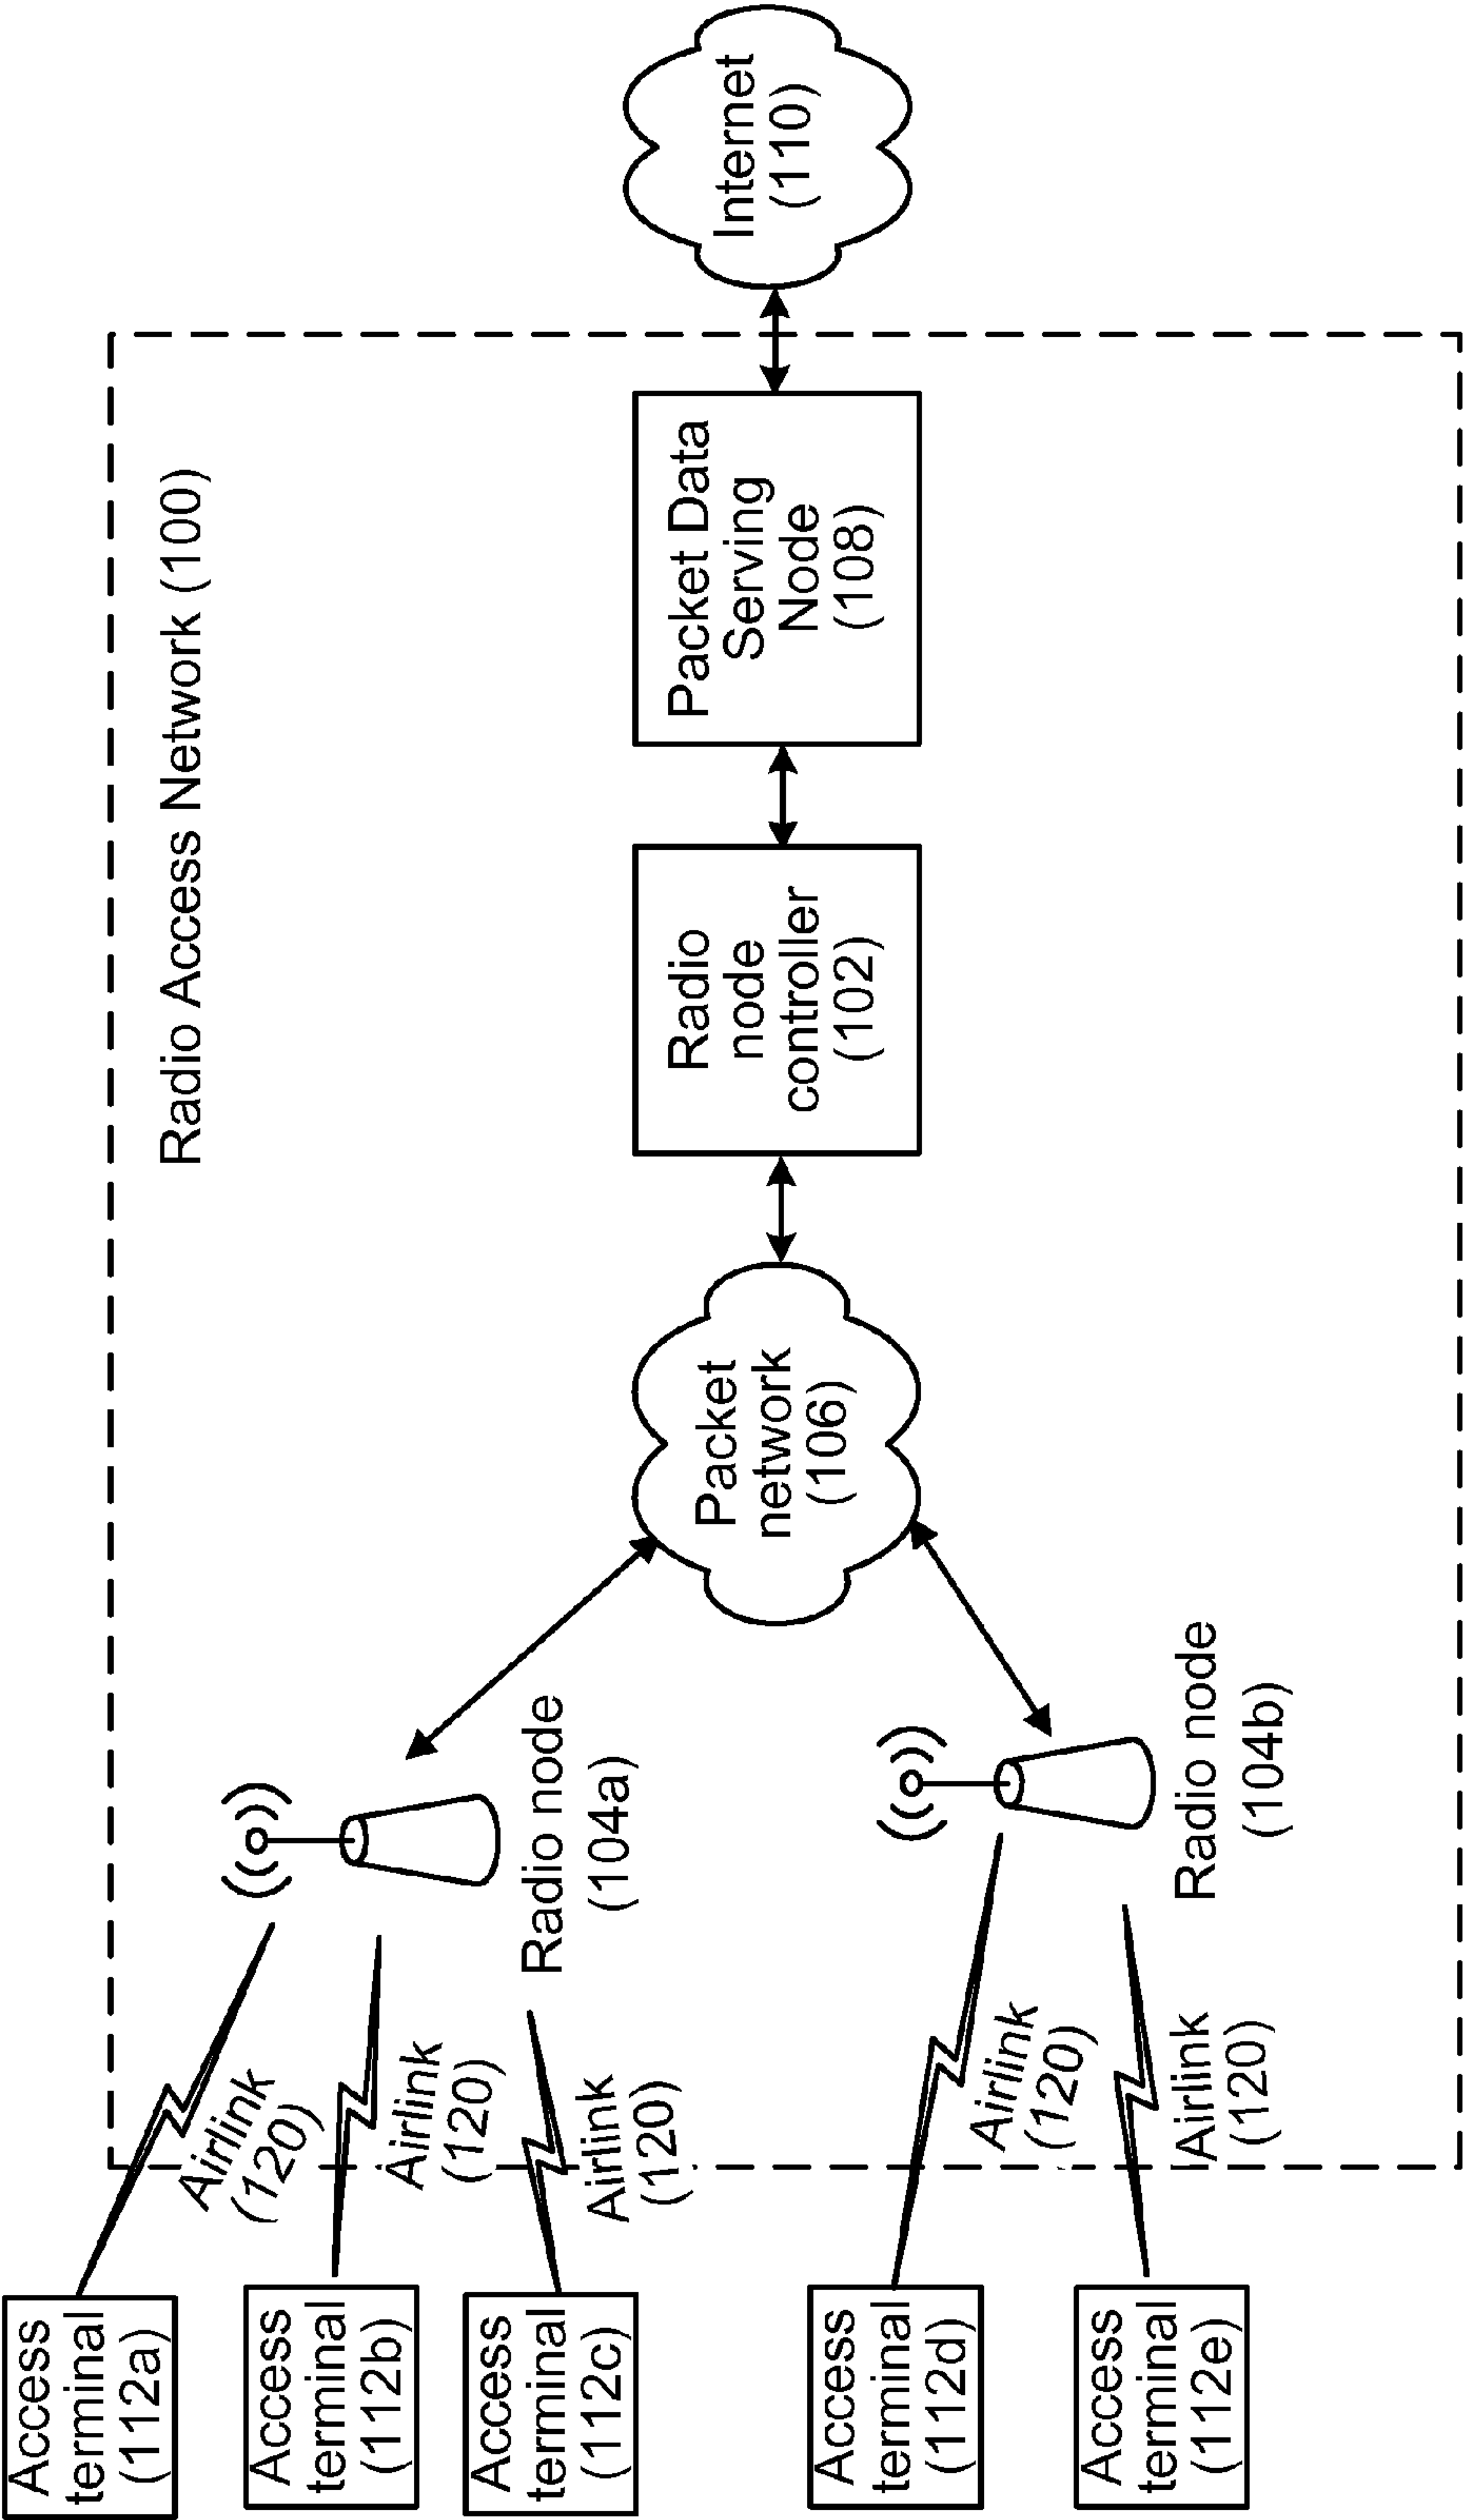 Radio Access Network (100)
Access
terminal
(112a)
Airlink
(120)
Access
terminal
(112b)
Airlink
(120)
Access
terminal
(112c)
Airlink
(120)
Radio node
(104a)
Access
terminal
(112d)
Airlink
(120)
Access
terminal
(112e)
Airlink
(120)
Radio node
(104b)
Packet
network
(106)
Radio
node
controller
(102)
Packet Data
Serving
Node
(108)
Internet
(110)